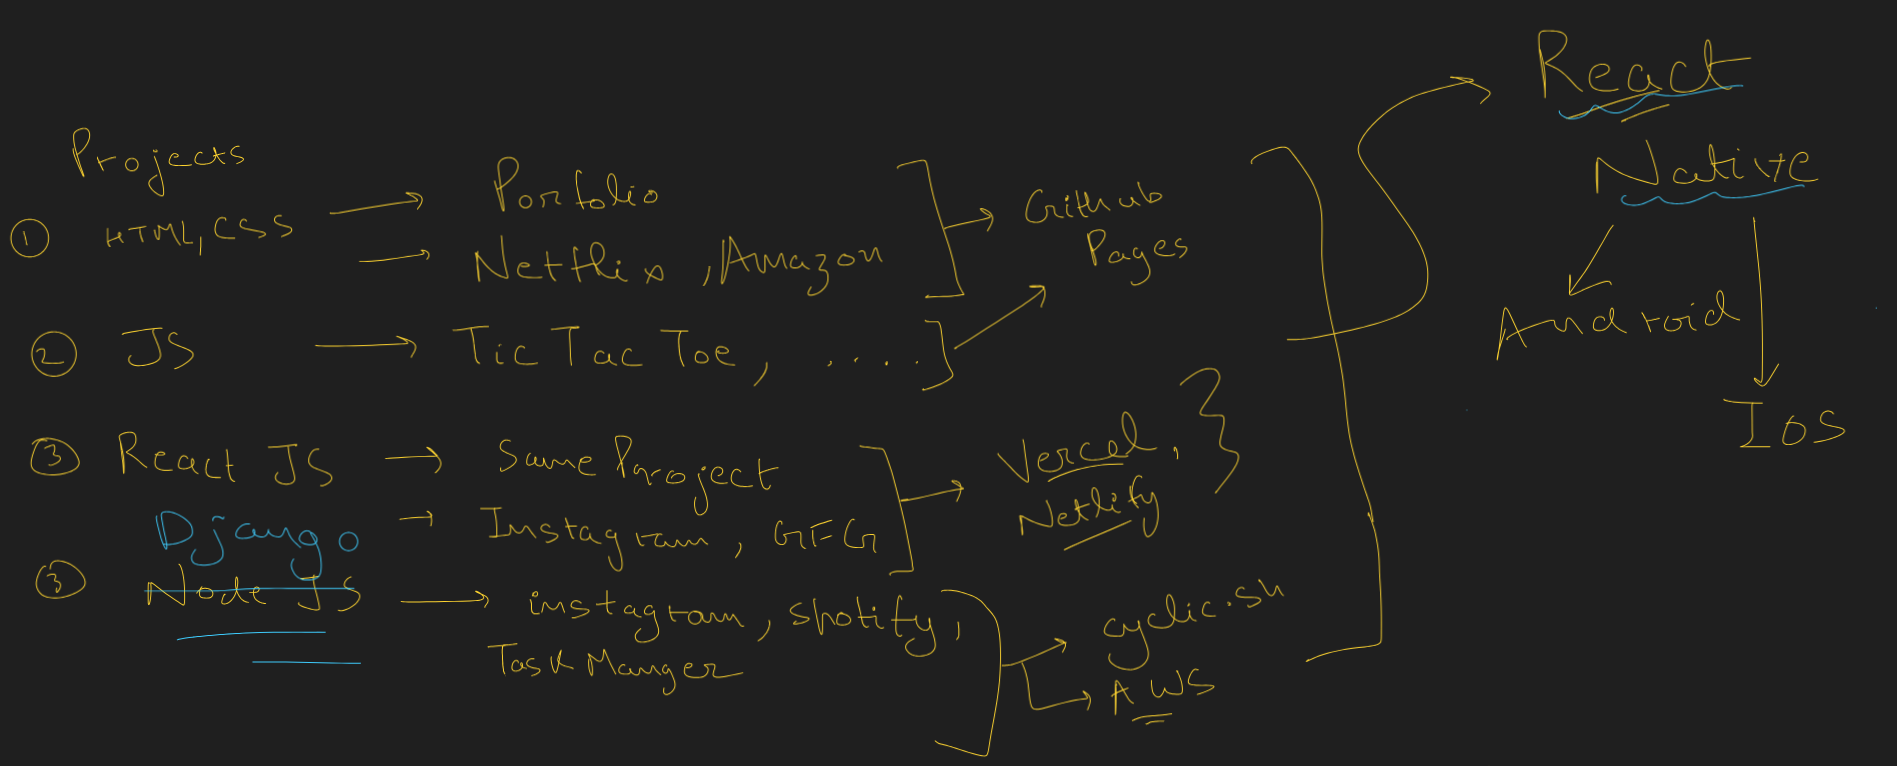 Projects
① HTML, CSS → Porfolio
→ Netflix, Amazon
Github
Pages
② JS → Tic Tac Toe, ....
③ React JS → Same Project
→ Instagram, GFG
Vercel,
Netlify
Django
③ Node JS → instagram, spotify,
Task Manger
cyclic.sh
AWS
React
Native
Android
Ios